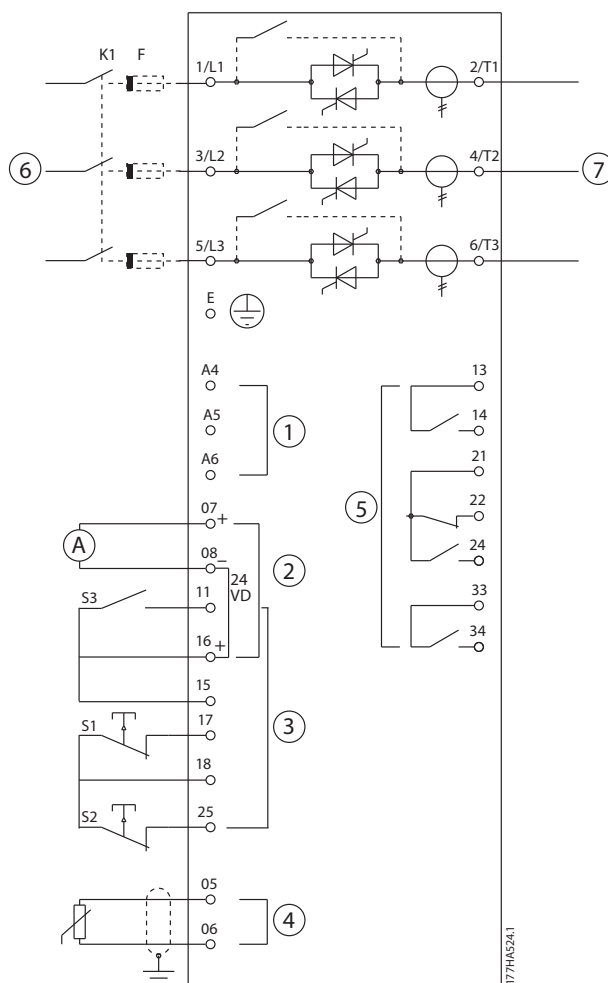 K1 F 1/L1 2/T1
6 3/L2 4/T2 7
5/L3 6/T3
E
A4 13
A5 1 14
A6 21
5 22
07 +
A 08 – 2 24
24
VD
S3 11 33
16 + 34
15
S1 17 3
18
S2 25
05
4
06
177HA524.1